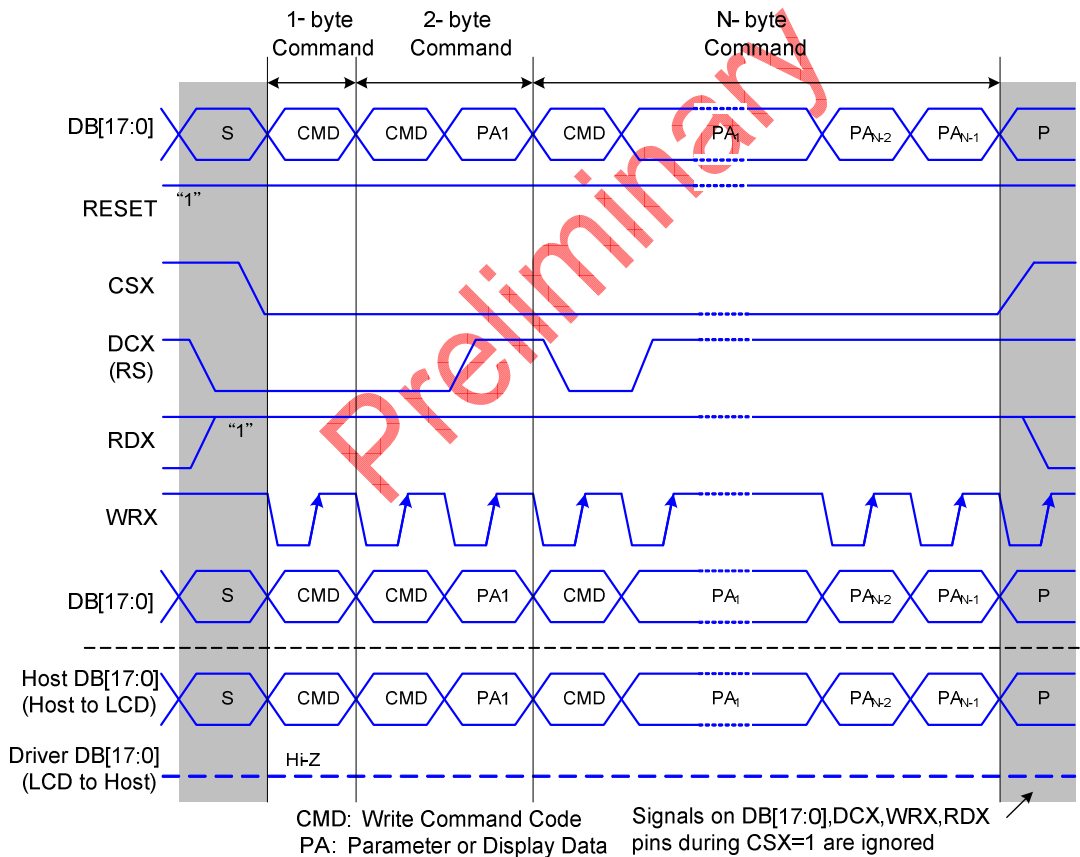 1- byte Command
2- byte Command
N- byte Command
DB[17:0]
S
CMD
CMD
PA1
CMD
PA1
PAN-2
PAN-1
P
RESET
“1”
CSX
DCX
(RS)
RDX
“1”
WRX
DB[17:0]
S
CMD
CMD
PA1
CMD
PA1
PAN-2
PAN-1
P
Host DB[17:0]
(Host to LCD)
S
CMD
CMD
PA1
CMD
PA1
PAN-2
PAN-1
P
Driver DB[17:0]
(LCD to Host)
Hi-Z
CMD: Write Command Code
PA: Parameter or Display Data
Signals on DB[17:0],DCX,WRX,RDX
pins during CSX=1 are ignored
Preliminary